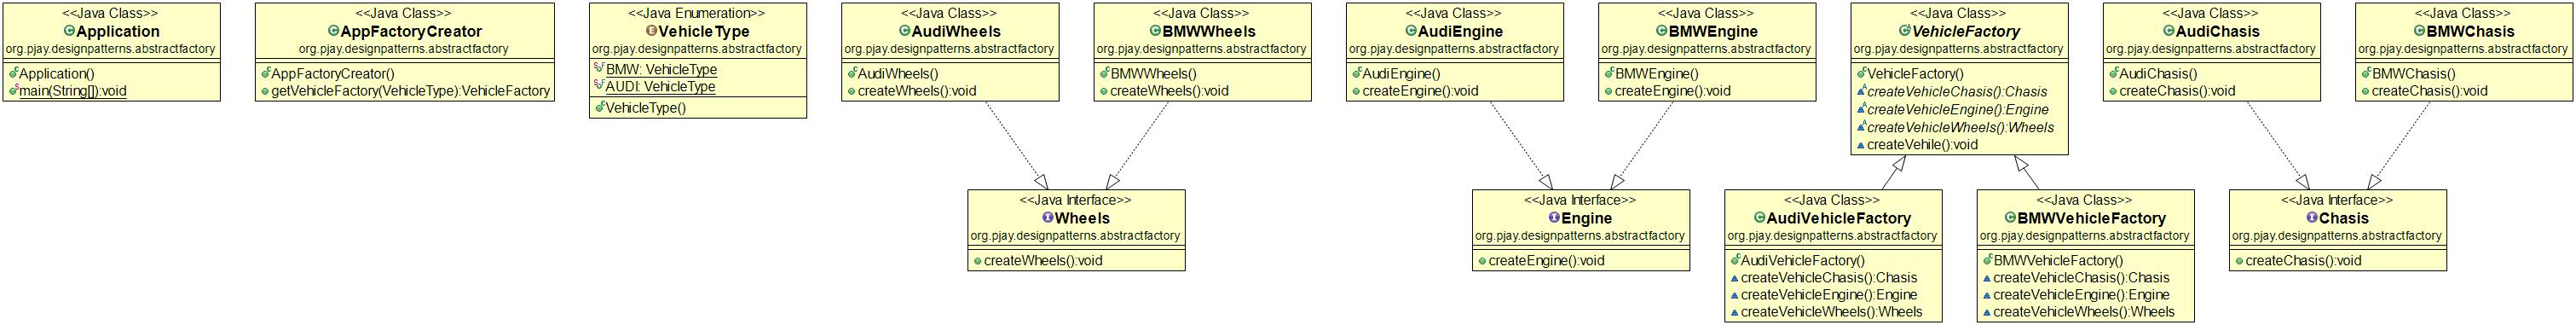 <<Java Class>>
Application
org.pjay.designpatterns.abstractfactory
Application()
main(String[]):void
<<Java Class>>
AppFactoryCreator
org.pjay.designpatterns.abstractfactory
AppFactoryCreator()
getVehicleFactory(VehicleType):VehicleFactory
<<Java Enumeration>>
VehicleType
org.pjay.designpatterns.abstractfactory
BMW: VehicleType
AUDI: VehicleType
VehicleType()
<<Java Class>>
AudiWheels
org.pjay.designpatterns.abstractfactory
AudiWheels()
createWheels():void
<<Java Class>>
BMWWheels
org.pjay.designpatterns.abstractfactory
BMWWheels()
createWheels():void
<<Java Class>>
AudiEngine
org.pjay.designpatterns.abstractfactory
AudiEngine()
createEngine():void
<<Java Class>>
BMWEngine
org.pjay.designpatterns.abstractfactory
BMWEngine()
createEngine():void
<<Java Class>>
VehicleFactory
org.pjay.designpatterns.abstractfactory
VehicleFactory()
createVehicleChasis():Chasis
createVehicleEngine():Engine
createVehicleWheels():Wheels
createVehile():void
<<Java Class>>
AudiChasis
org.pjay.designpatterns.abstractfactory
AudiChasis()
createChasis():void
<<Java Class>>
BMWChasis
org.pjay.designpatterns.abstractfactory
BMWChasis()
createChasis():void
<<Java Interface>>
Wheels
org.pjay.designpatterns.abstractfactory
createWheels():void
<<Java Interface>>
Engine
org.pjay.designpatterns.abstractfactory
createEngine():void
<<Java Class>>
AudiVehicleFactory
org.pjay.designpatterns.abstractfactory
AudiVehicleFactory()
createVehicleChasis():Chasis
createVehicleEngine():Engine
createVehicleWheels():Wheels
<<Java Class>>
BMWVehicleFactory
org.pjay.designpatterns.abstractfactory
BMWVehicleFactory()
createVehicleChasis():Chasis
createVehicleEngine():Engine
createVehicleWheels():Wheels
<<Java Interface>>
Chasis
org.pjay.designpatterns.abstractfactory
createChasis():void